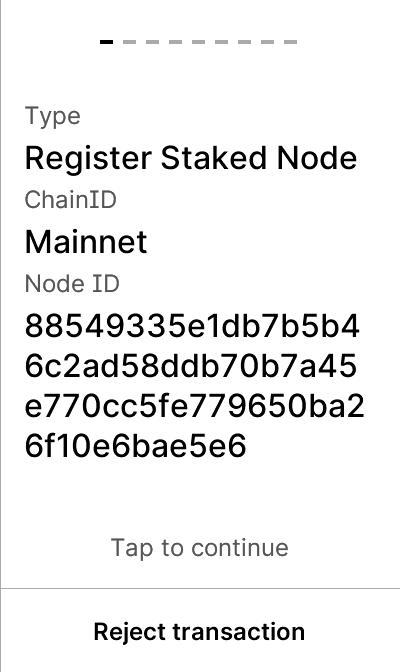 Type
Register Staked Node
ChainID
Mainnet
Node ID
88549335e1db7b5b4
6c2ad58ddb70b7a45
e770cc5fe779650ba2
6f10e6bae5e6
Tap to continue
Reject transaction